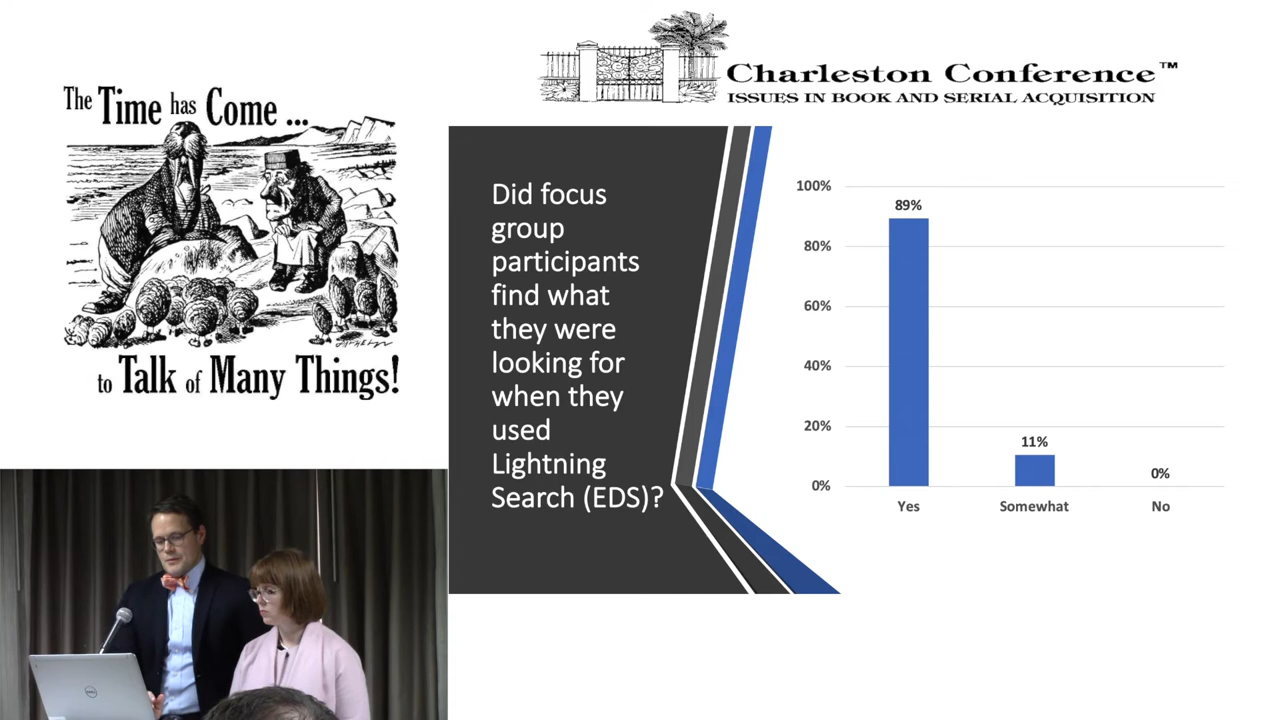 The Time has Come ...
to Talk of Many Things!
Charleston Conference™
ISSUES IN BOOK AND SERIAL ACQUISITION
Did focus
group
participants
find what
they were
looking for
when they
used
Lightning
Search (EDS)?
100%
80%
60%
40%
20%
0%
89%
11%
0%
Yes
Somewhat
No
DELL